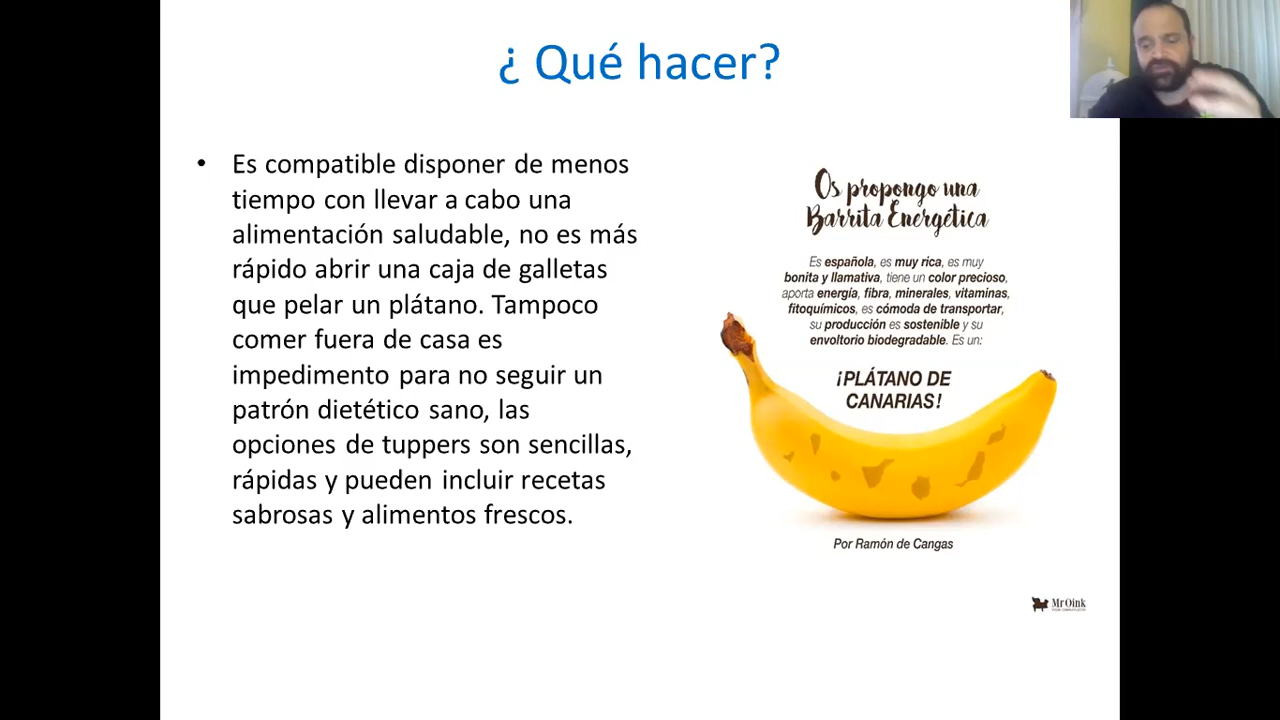 ¿ Qué hacer?
• Es compatible disponer de menos
tiempo con llevar a cabo una
alimentación saludable, no es más
rápido abrir una caja de galletas
que pelar un plátano. Tampoco
comer fuera de casa es
impedimento para no seguir un
patrón dietético sano, las
opciones de tuppers son sencillas,
rápidas y pueden incluir recetas
sabrosas y alimentos frescos.
Os propongo una
Barrita Energética
Es española, es muy rica, es muy
bonita y llamativa, tiene un color precioso,
aporta energía, fibra, minerales, vitaminas,
fitoquímicos, es cómoda de transportar,
su producción es sostenible y su
envoltorio biodegradable. Es un:
¡PLÁTANO DE
CANARIAS!
Por Ramón de Cangas
Mr Oink